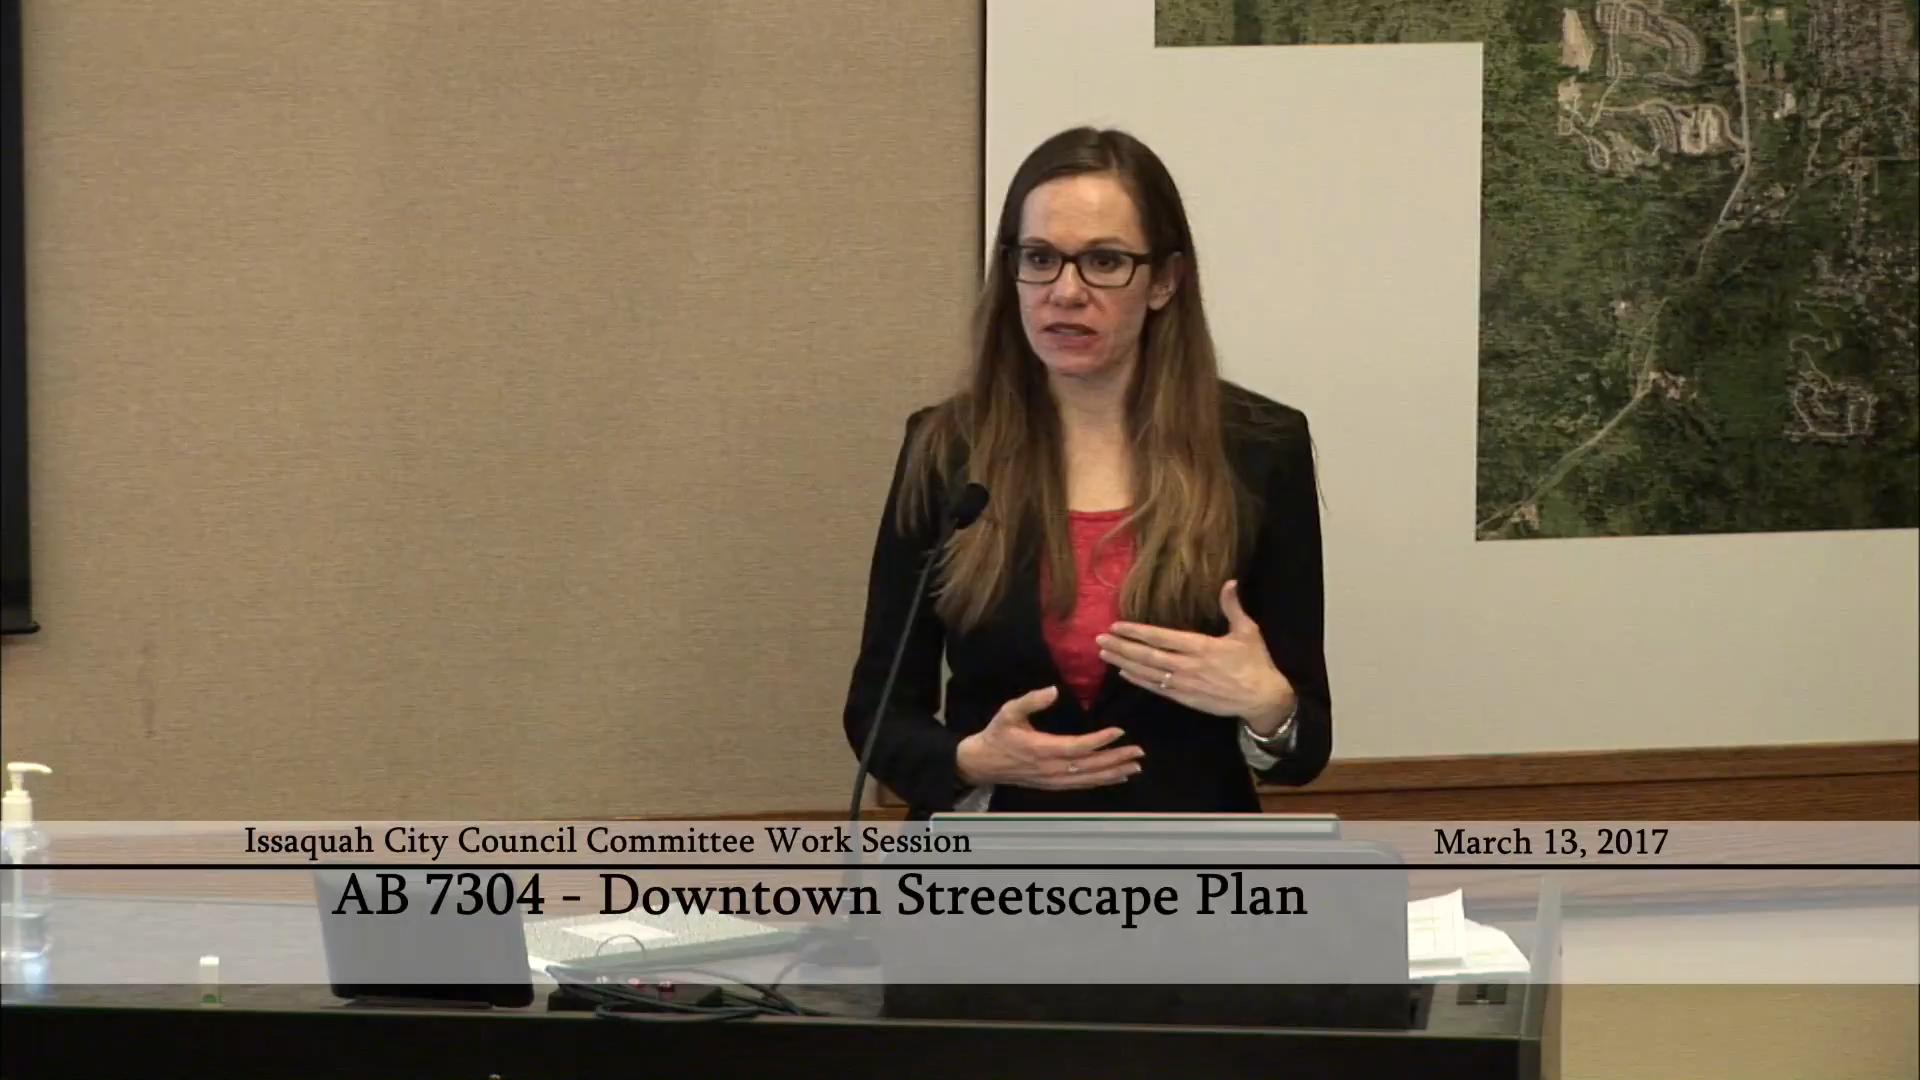 Issaquah City Council Committee Work Session
March 13, 2017
AB 7304 - Downtown Streetscape Plan